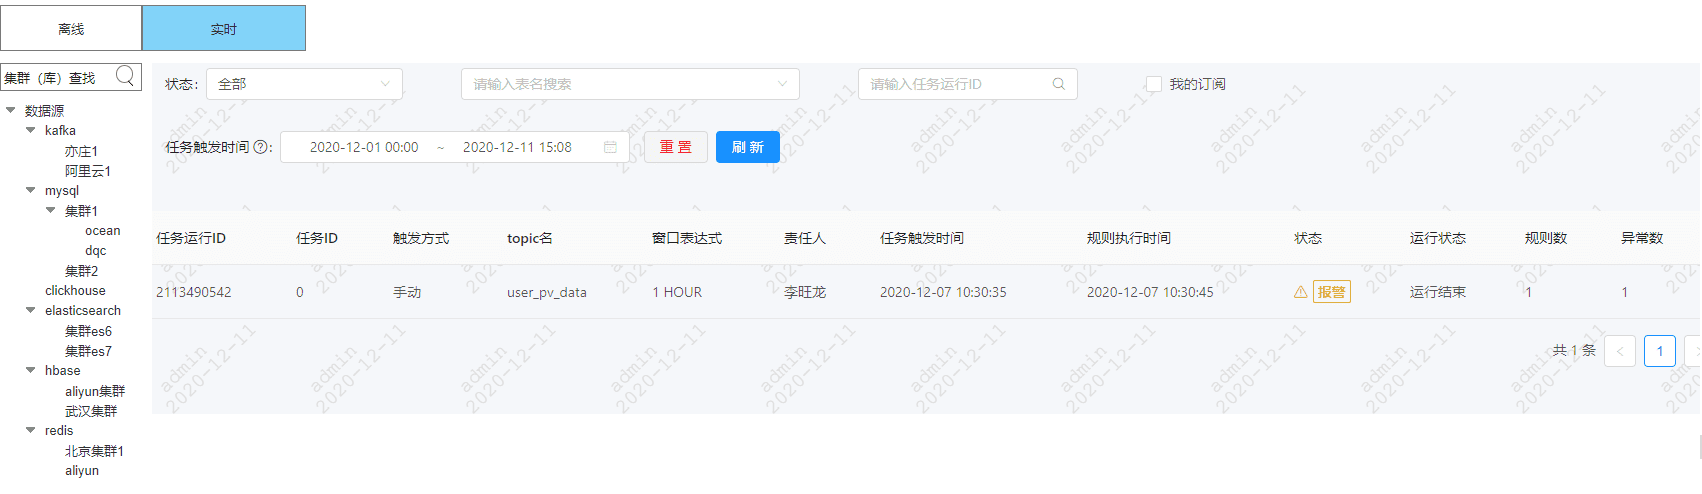 离线 实时
集群（库）查找
数据源
kafka
亦庄1
阿里云1
mysql
集群1
ocean
dqc
集群2
clickhouse
elasticsearch
集群es6
集群es7
hbase
aliyun集群
武汉集群
redis
北京集群1
aliyun
状态： 全部 请输入表名搜索 请输入任务运行ID 我的订阅
任务触发时间 ?： 2020-12-01 00:00 ~ 2020-12-11 15:08 重 置 刷 新
任务运行ID 任务ID 触发方式 topic名 窗口表达式 责任人 任务触发时间 规则执行时间 状态 运行状态 规则数 异常数
2113490542 0 手动 user_pv_data 1 HOUR 李旺龙 2020-12-07 10:30:35 2020-12-07 10:30:45 报警 运行结束 1 1
共 1 条 < 1 >
admin
2020-12-11